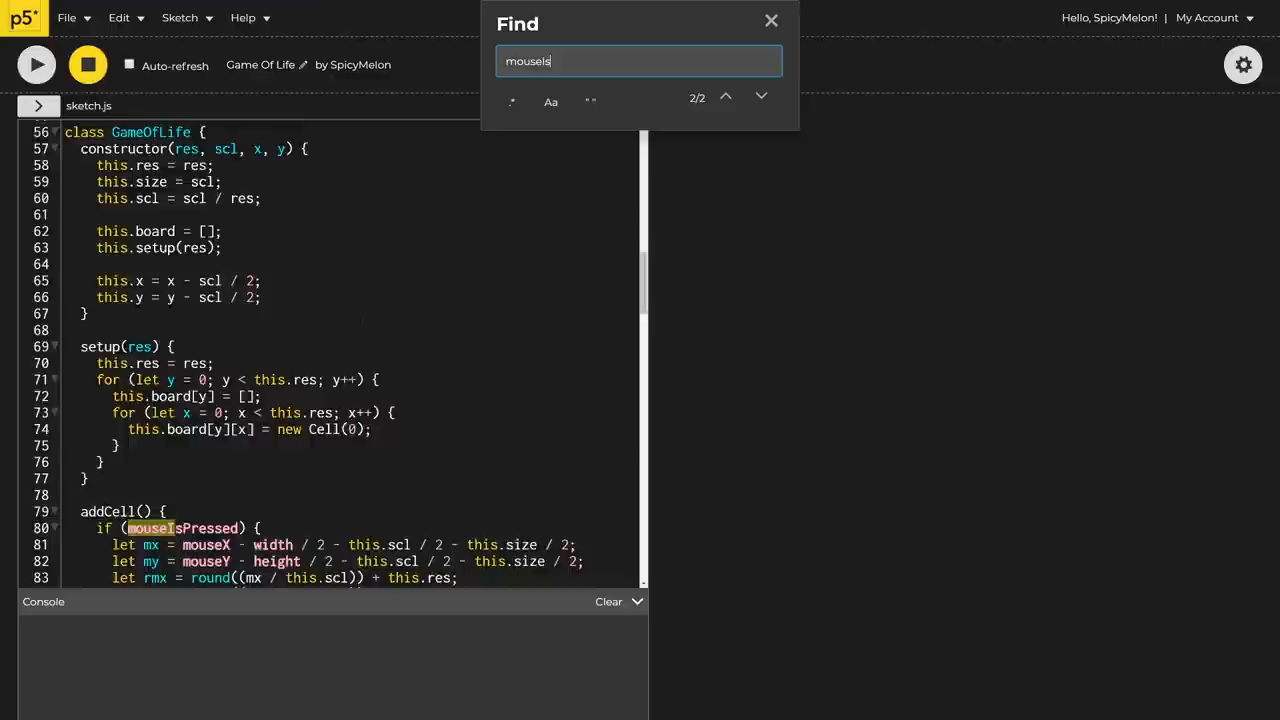 p5*
File
Edit
Sketch
Help
Hello, SpicyMelon! | My Account
Find
mouseIs
.*
Aa
" "
2/2
Auto-refresh
Game Of Life
by SpicyMelon
sketch.js
56 class GameOfLife {
57 constructor(res, scl, x, y) {
58 this.res = res;
59 this.size = scl;
60 this.scl = scl / res;
61
62 this.board = [];
63 this.setup(res);
64
65 this.x = x - scl / 2;
66 this.y = y - scl / 2;
67 }
68
69 setup(res) {
70 this.res = res;
71 for (let y = 0; y < this.res; y++) {
72 this.board[y] = [];
73 for (let x = 0; x < this.res; x++) {
74 this.board[y][x] = new Cell(0);
75 }
76 }
77 }
78
79 addCell() {
80 if (mouseIsPressed) {
81 let mx = mouseX - width / 2 - this.scl / 2 - this.size / 2;
82 let my = mouseY - height / 2 - this.scl / 2 - this.size / 2;
83 let rmx = round((mx / this.scl)) + this.res;
Console
Clear